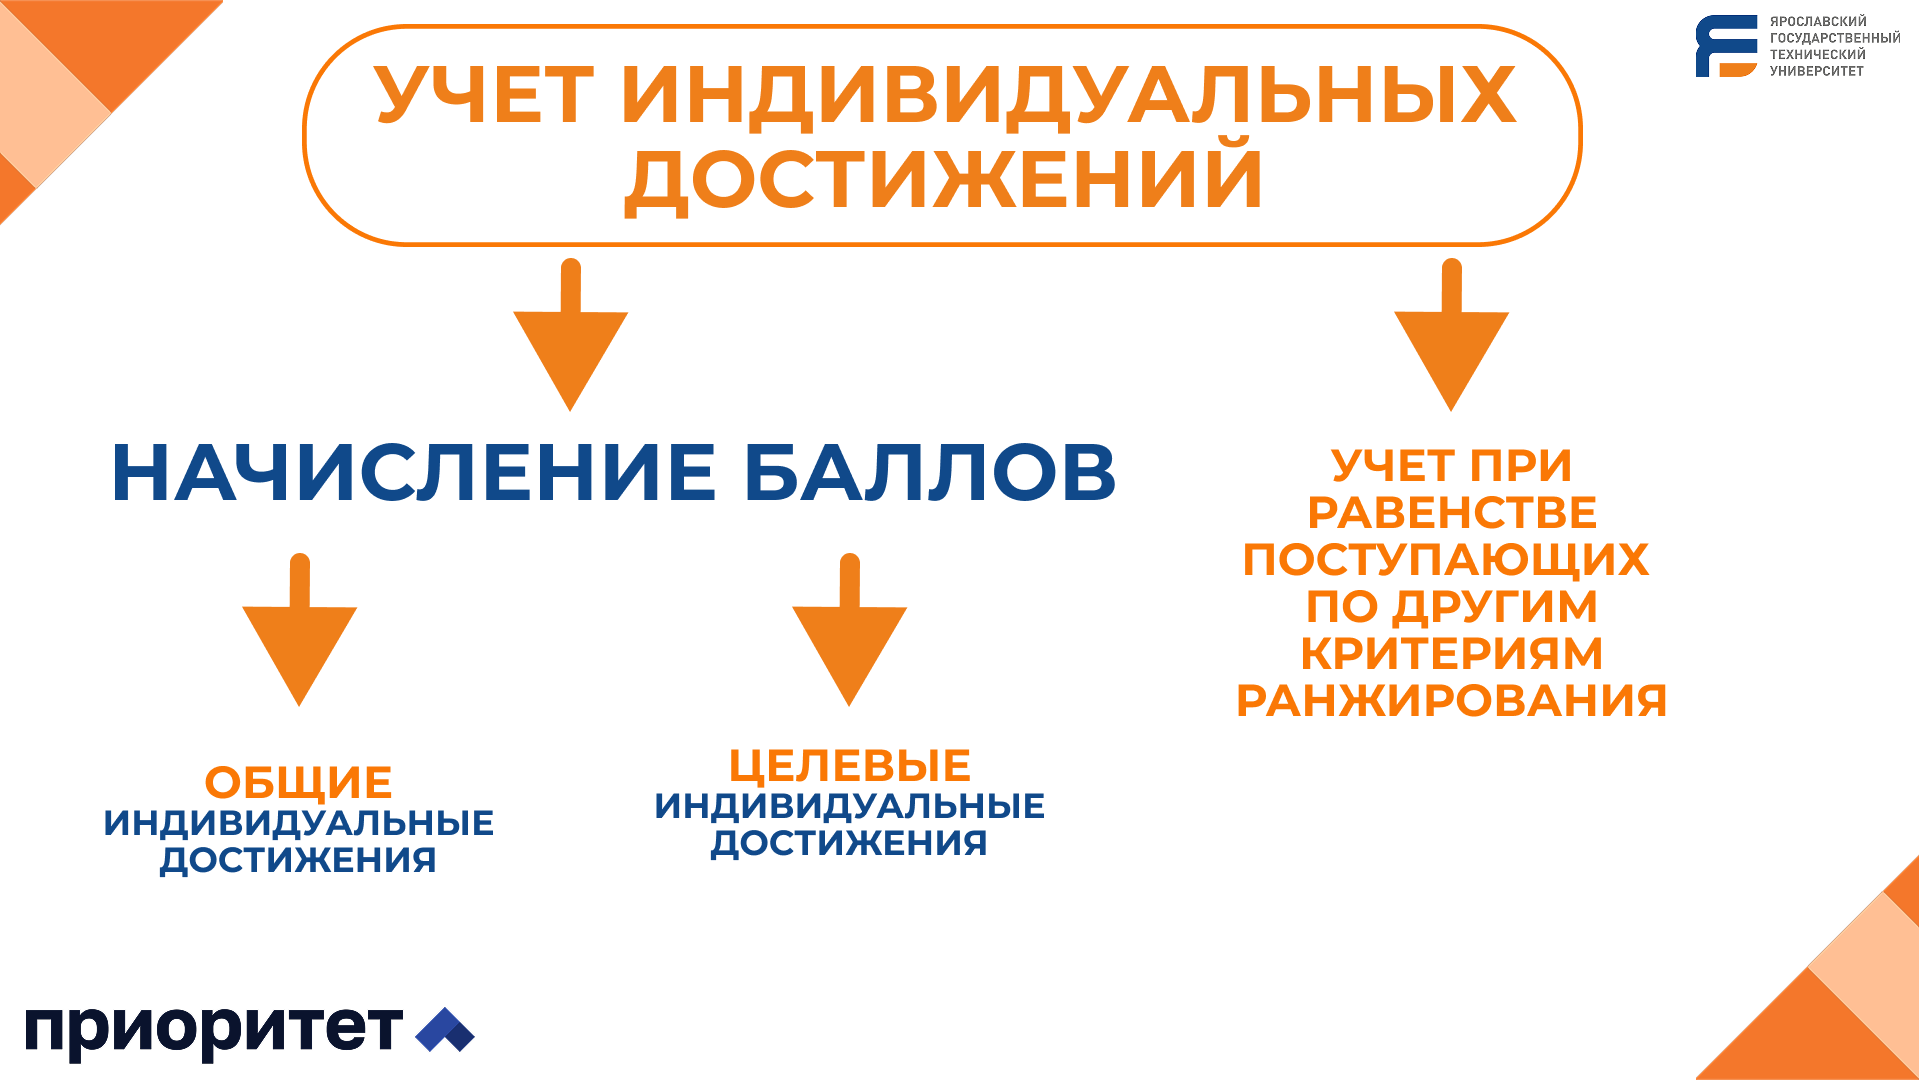 УЧЕТ ИНДИВИДУАЛЬНЫХ
ДОСТИЖЕНИЙ
ЯРОСЛАВСКИЙ
ГОСУДАРСТВЕННЫЙ
ТЕХНИЧЕСКИЙ
УНИВЕРСИТЕТ
НАЧИСЛЕНИЕ БАЛЛОВ
ОБЩИЕ
ИНДИВИДУАЛЬНЫЕ
ДОСТИЖЕНИЯ
ЦЕЛЕВЫЕ
ИНДИВИДУАЛЬНЫЕ
ДОСТИЖЕНИЯ
УЧЕТ ПРИ
РАВЕНСТВЕ
ПОСТУПАЮЩИХ
ПО ДРУГИМ
КРИТЕРИЯМ
РАНЖИРОВАНИЯ
приоритет